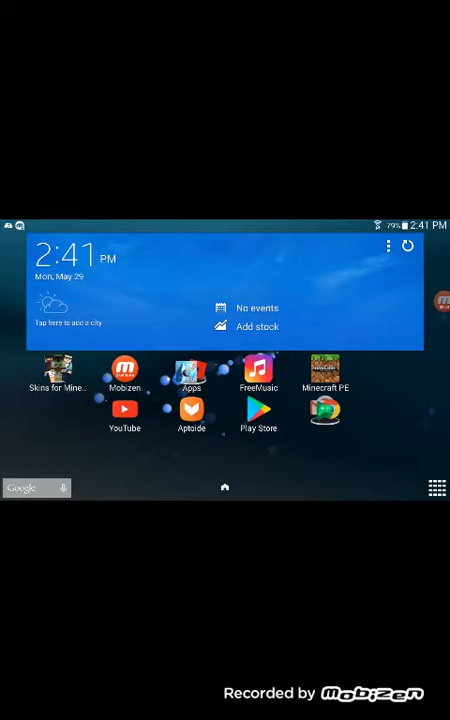 79% 2:41 PM
2:41 PM
Mon, May 29
Tap here to add a city
No events
Add stock
Skins for Mine..
Mobizen
Apps
FreeMusic
Minecraft PE
YouTube
Aptoide
Play Store
Google
Recorded by mobizen